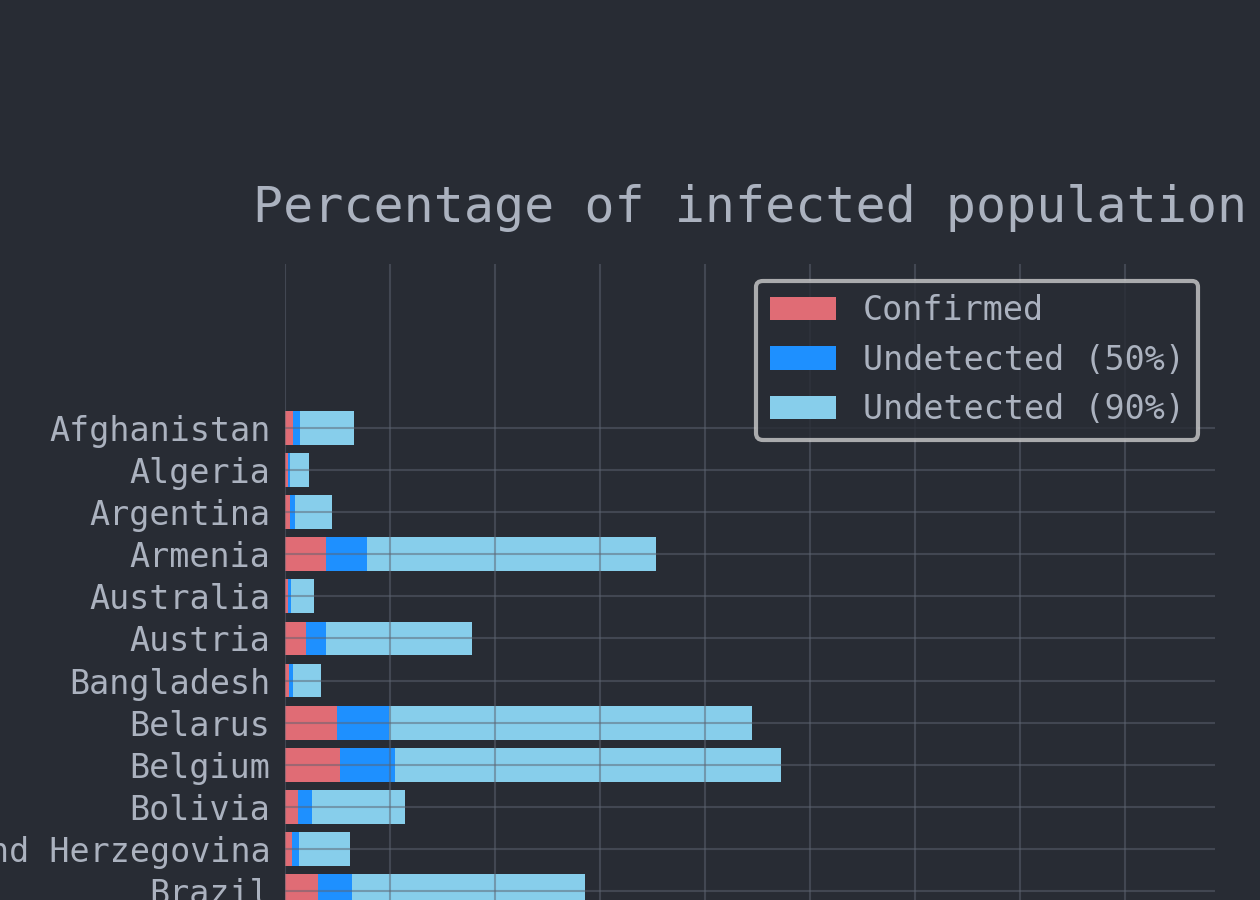 Percentage of infected population
Confirmed
Undetected (50%)
Undetected (90%)
Afghanistan
Algeria
Argentina
Armenia
Australia
Austria
Bangladesh
Belarus
Belgium
Bolivia
Herzegovina
Brazil